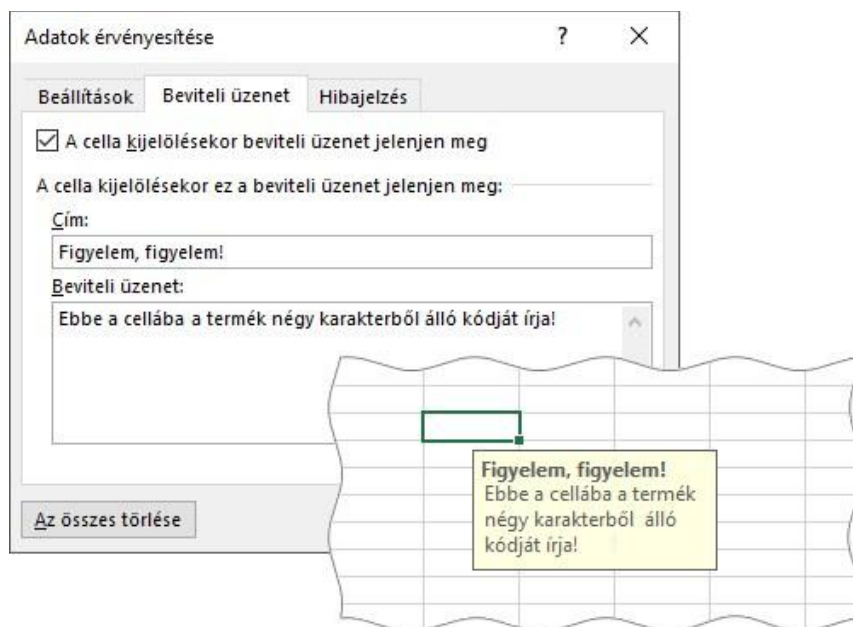 Adatok érvényesítése ? ×
Beállítások Beviteli üzenet Hibajelzés
A cella kijelölésekor beviteli üzenet jelenjen meg
A cella kijelölésekor ez a beviteli üzenet jelenjen meg:
Cím:
Figyelem, figyelem!
Beviteli üzenet:
Ebbe a cellába a termék négy karakterből álló kódját írja!
Figyelem, figyelem!
Ebbe a cellába a termék
négy karakterből álló
kódját írja!
Az összes törlése